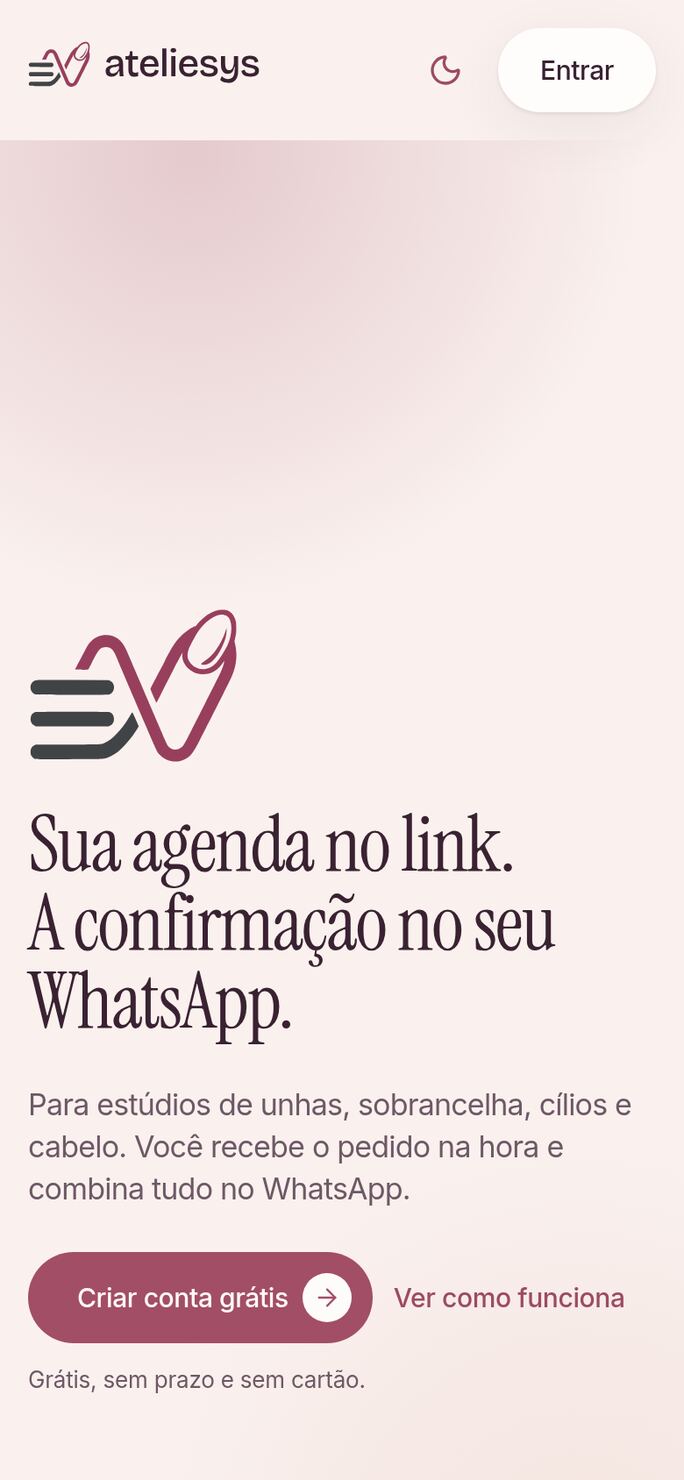 ateliesys
Entrar
Sua agenda no link.
A confirmação no seu
WhatsApp.
Para estúdios de unhas, sobrancelha, cílios e
cabelo. Você recebe o pedido na hora e
combina tudo no WhatsApp.
Criar conta grátis
Ver como funciona
Grátis, sem prazo e sem cartão.